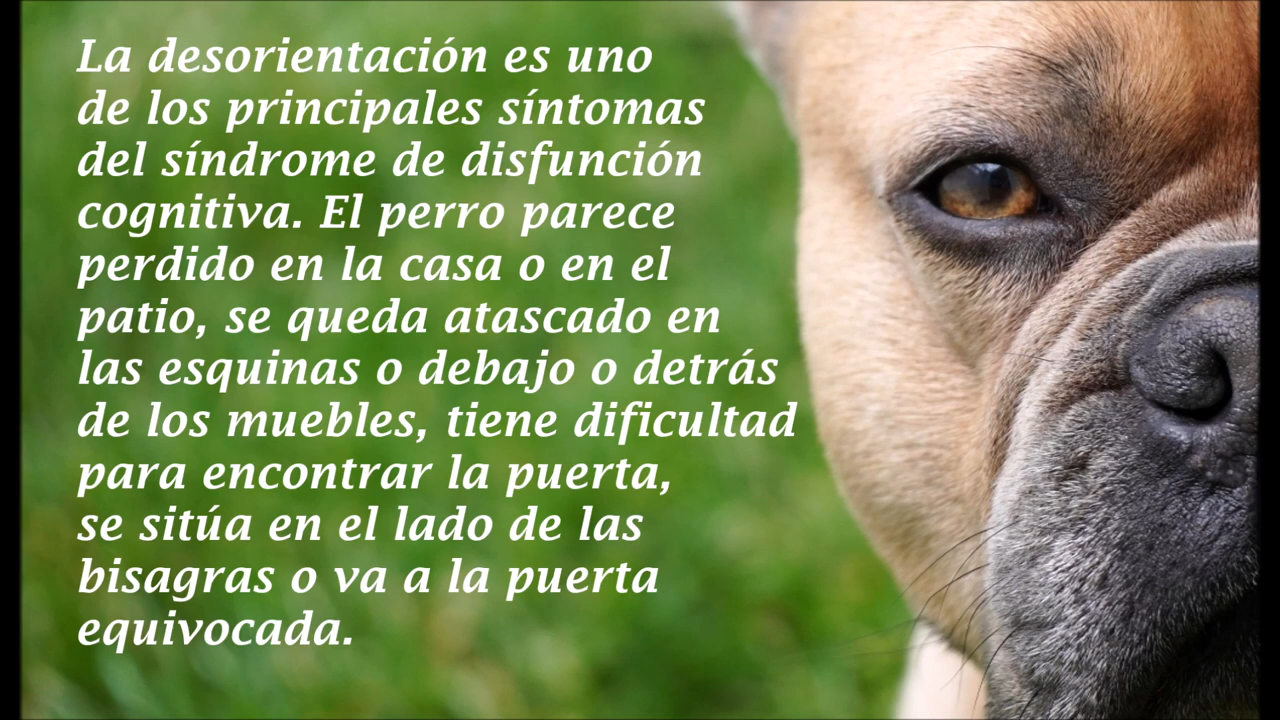 La desorientación es uno
de los principales síntomas
del síndrome de disfunción
cognitiva. El perro parece
perdido en la casa o en el
patio, se queda atascado en
las esquinas o debajo o detrás
de los muebles, tiene dificultad
para encontrar la puerta,
se sitúa en el lado de las
bisagras o va a la puerta
equivocada.